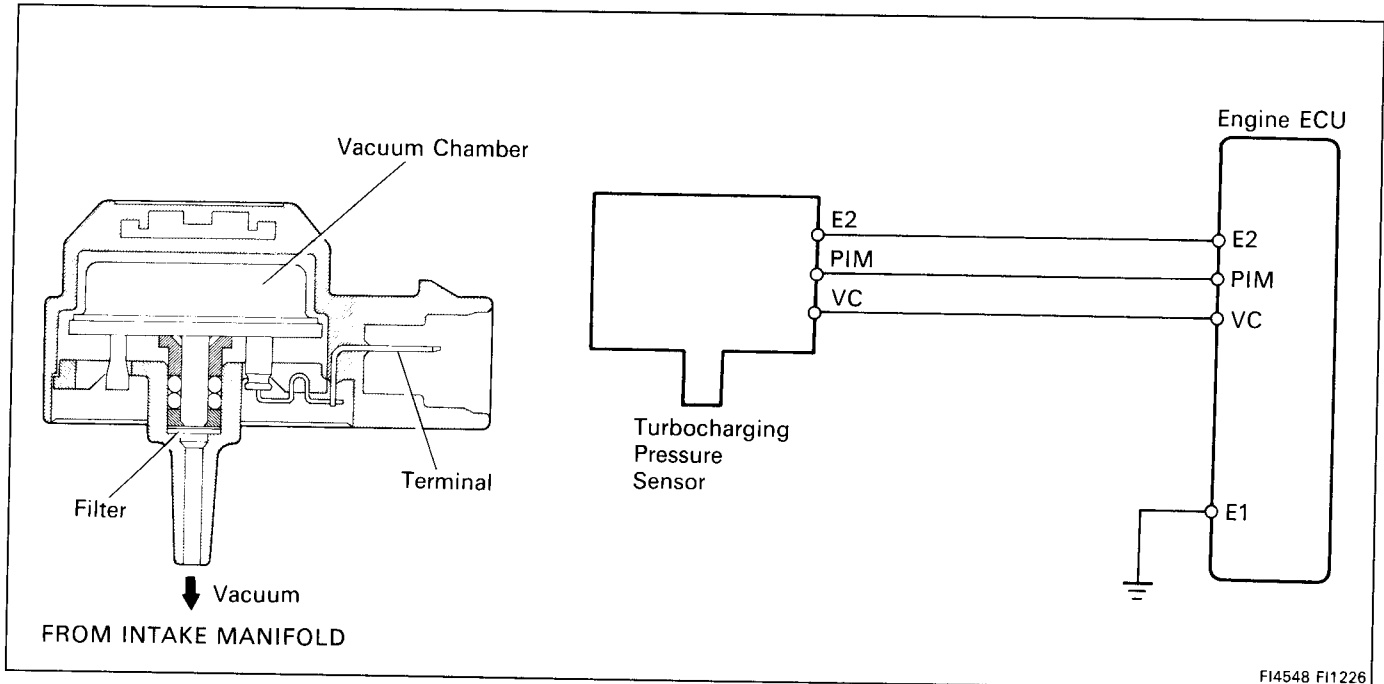 Vacuum Chamber
Filter
Terminal
Vacuum
FROM INTAKE MANIFOLD
Turbocharging
Pressure
Sensor
E2
PIM
VC
Engine ECU
E2
PIM
VC
E1
FI4548 FI1226